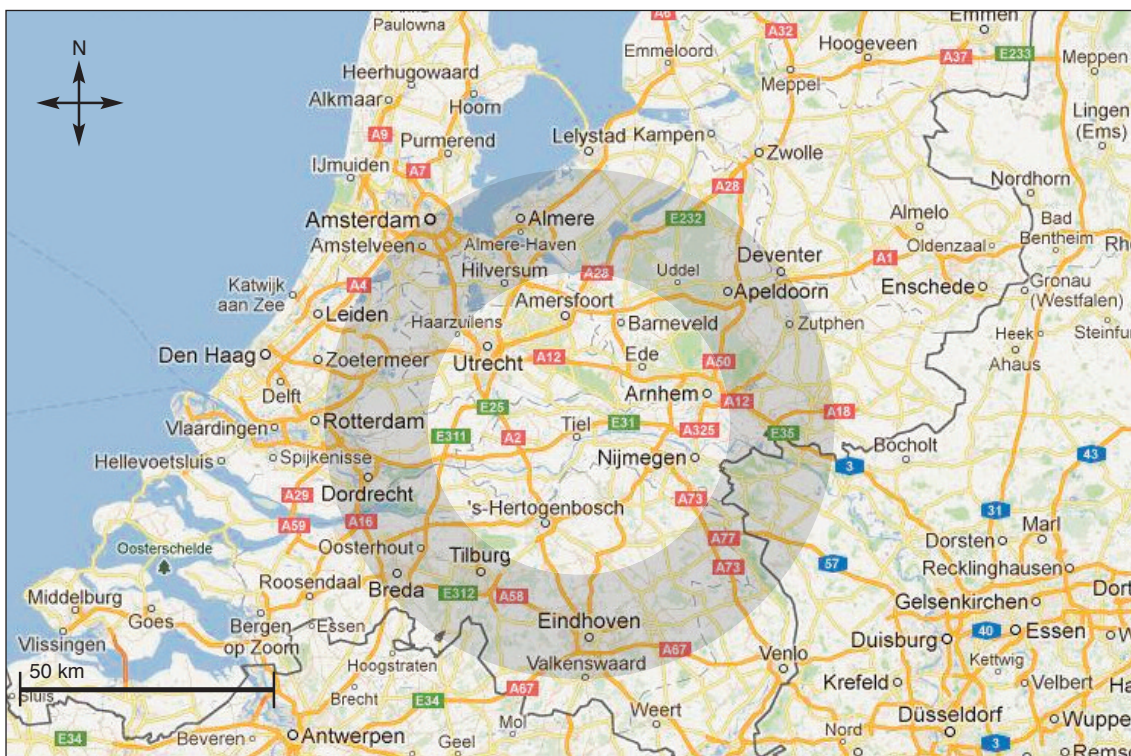 Anna
Paulowna
A6
A32
Emmen
N
Emmeloord
Hoogeveen
E233
A37
Meppen
Meppel
Heerhugowaard
Alkmaar
Hoorn
Lingen
(Ems)
A9
Purmerend
Lelystad
Kampen
Zwolle
IJmuiden
A7
A28
Nordhorn
Amsterdam
Almere
E232
Almelo
Bad
Bentheim
Amstelveen
Almere-Haven
Oldenzaal
Deventer
A1
Hilversum
A28
Uddel
Katwijk
aan Zee
A4
Apeldoorn
Enschede
Gronau
(Westfalen)
Leiden
Amersfoort
Haarzuilens
Barneveld
Zutphen
Heek
Steinfu
Den Haag
Zoetermeer
Utrecht
A12
Ede
A50
Ahaus
Delft
Arnhem
A12
E25
A18
Rotterdam
Tiel
E31
A325
E35
Vlaardingen
E311
A2
Bocholt
Hellevoetsluis
Spijkenisse
Nijmegen
3
43
Dordrecht
A29
A73
's-Hertogenbosch
31
A59
A16
Marl
A77
Oosterschelde
Oosterhout
Tilburg
Dorsten
57
A73
Roosendaal
Breda
Recklinghausen
E312
A58
Middelburg
Goes
Gelsenkirchen
Vlissingen
Bergen
op Zoom
Essen
Eindhoven
40
Essen
Duisburg
Hoogstraten
A67
Valkenswaard
Venlo
Kettwig
50 km
Sluis
Brecht
E34
A67
Krefeld
Velbert
Mol
Weert
Düsseldorf
Wuppe
E34
Beveren
Antwerpen
Geel
Nord
3
Remsc